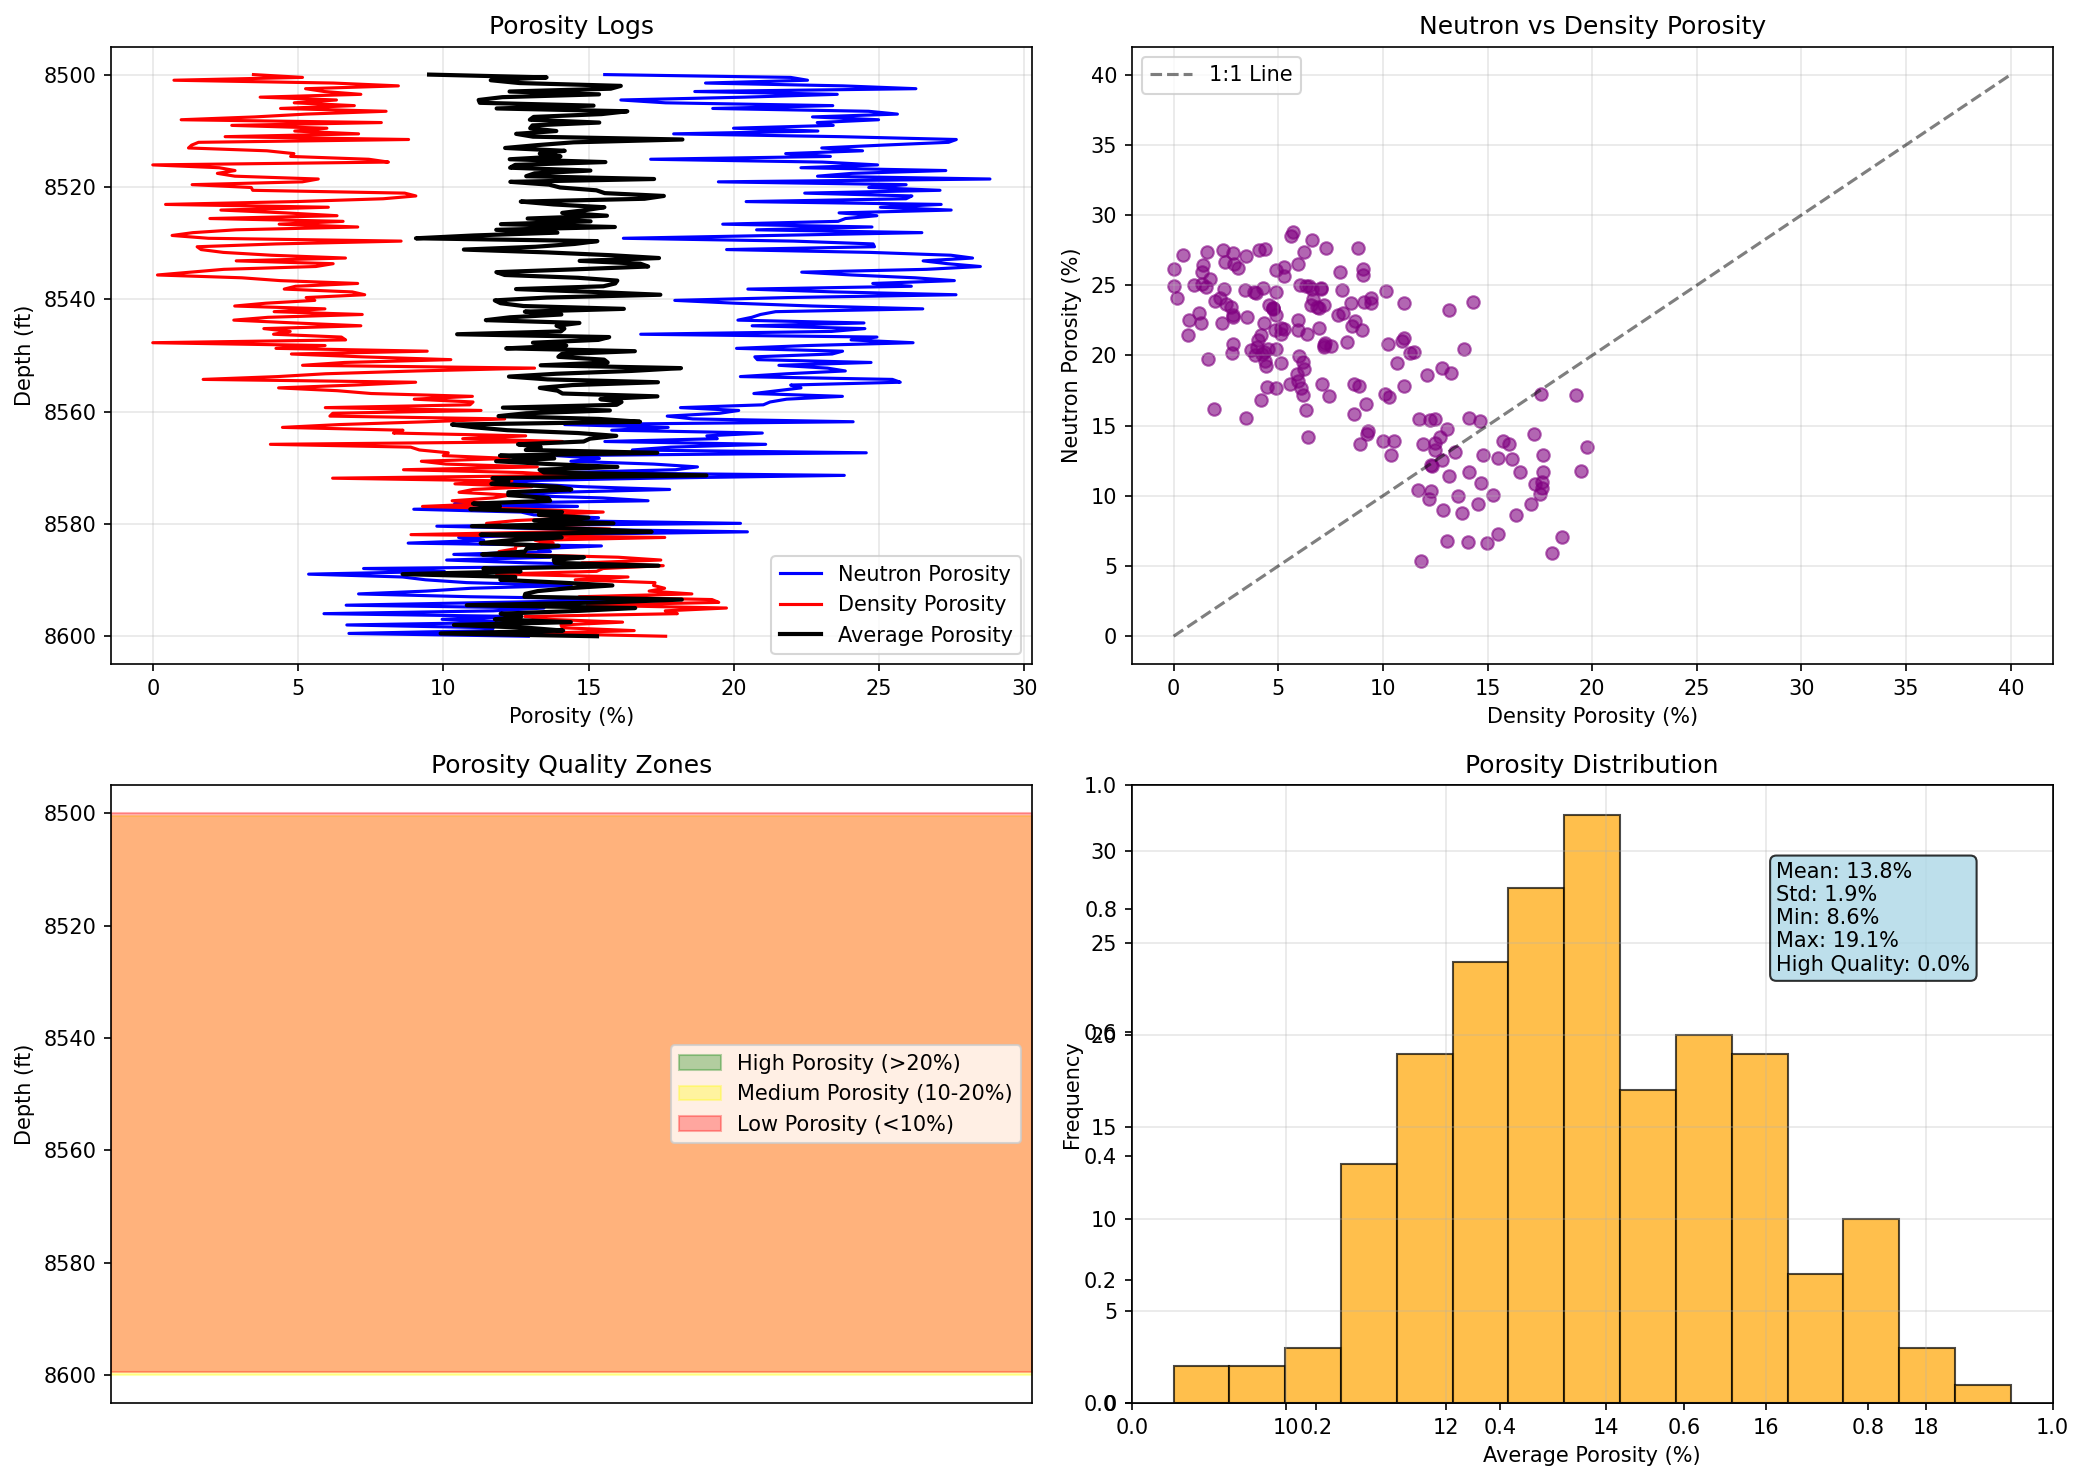 Porosity Logs
8500
8520
8540
8560
8580
8600
Depth (ft)
0 5 10 15 20 25 30
Porosity (%)
Neutron Porosity
Density Porosity
Average Porosity
Neutron vs Density Porosity
1:1 Line
40
35
30
25
20
15
10
5
0
Neutron Porosity (%)
0 5 10 15 20 25 30 35 40
Density Porosity (%)
Porosity Quality Zones
8500
8520
8540
8560
8580
8600
Depth (ft)
High Porosity (>20%)
Medium Porosity (10-20%)
Low Porosity (<10%)
Porosity Distribution
1.0
30
0.8
25
0.6
20
15
0.4
10
0.2
5
0.0
0
Frequency
Mean: 13.8%
Std: 1.9%
Min: 8.6%
Max: 19.1%
High Quality: 0.0%
0.0 10 0.2 12 0.4 14 0.6 16 0.8 18 1.0
Average Porosity (%)